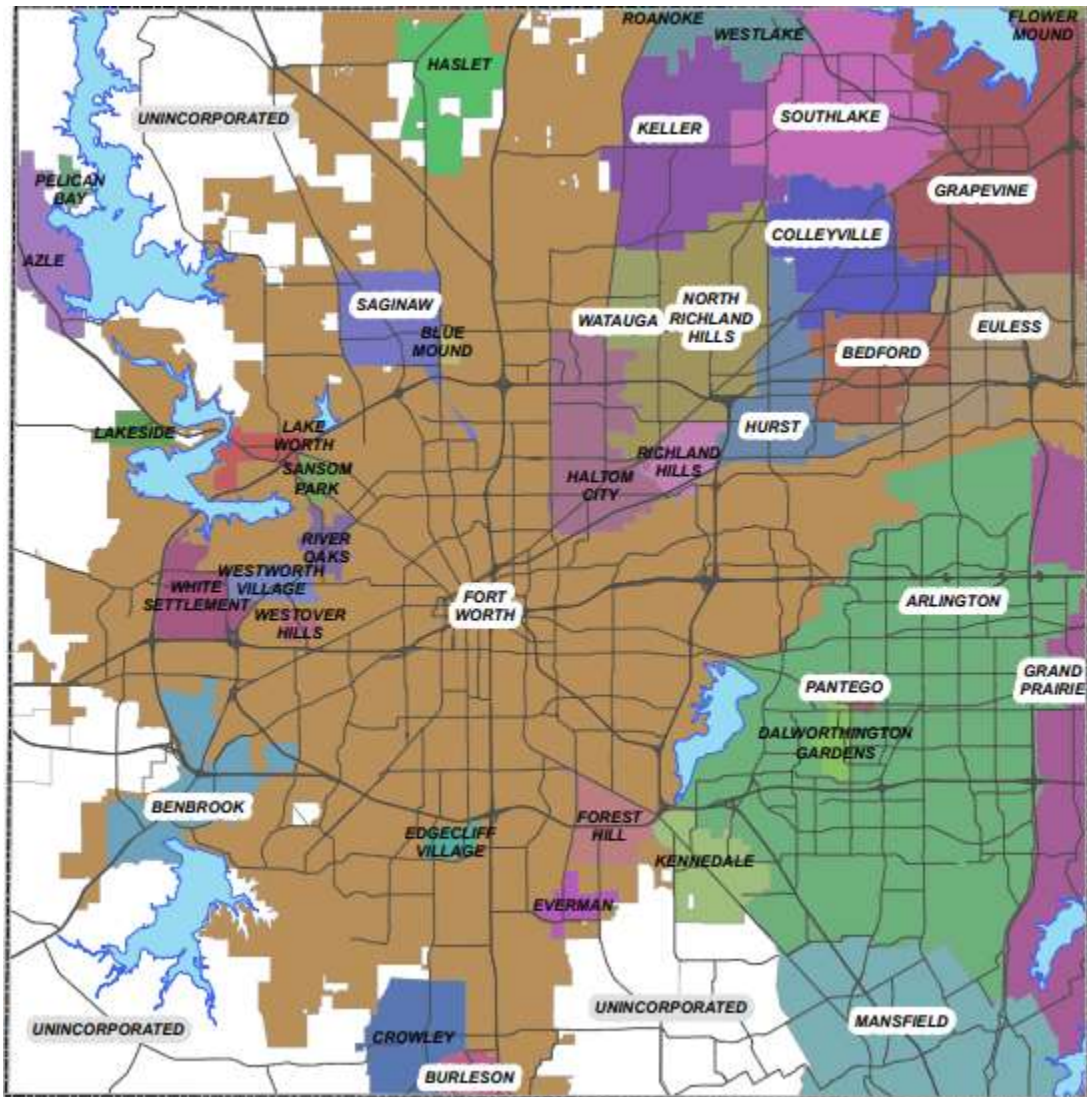 ROANOKE
FLOWER
MOUND
WESTLAKE
HASLET
UNINCORPORATED
KELLER
SOUTHLAKE
PELICAN
BAY
GRAPEVINE
COLLEYVILLE
AZLE
SAGINAW
NORTH
RICHLAND
HILLS
WATAUGA
EULESS
BLUE
MOUND
BEDFORD
LAKESIDE
LAKE
WORTH
HURST
SANSOM
PARK
RICHLAND
HILLS
HALTOM
CITY
RIVER
OAKS
WESTWORTH
VILLAGE
WHITE
SETTLEMENT
FORT
WORTH
ARLINGTON
WESTOVER
HILLS
GRAND
PRAIRIE
PANTEGO
DALWORTHINGTON
GARDENS
BENBROOK
FOREST
HILL
EDGECLIFF
VILLAGE
KENNEDALE
EVERMAN
UNINCORPORATED
UNINCORPORATED
MANSFIELD
CROWLEY
BURLESON